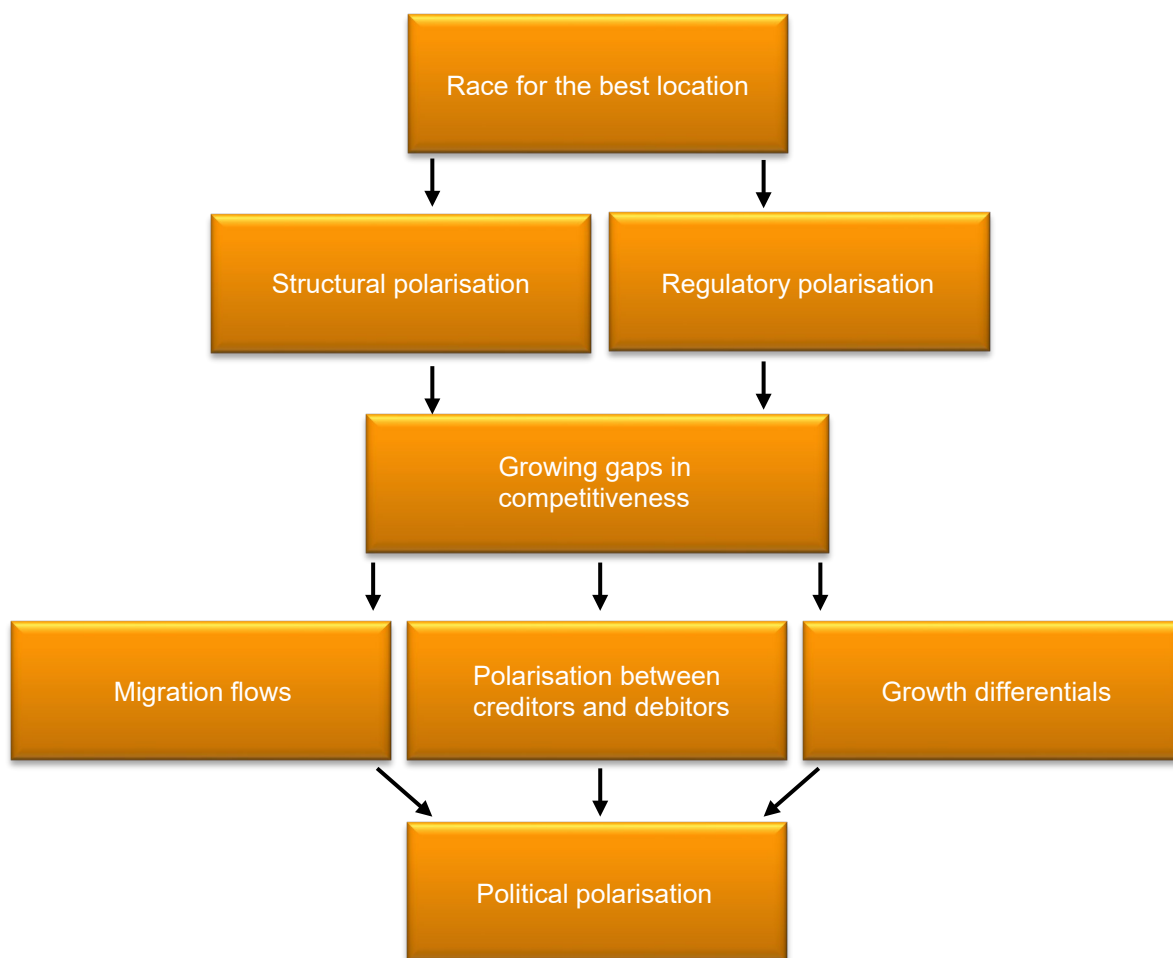 Race for the best location
Structural polarisation
Regulatory polarisation
Growing gaps in
competitiveness
Migration flows
Polarisation between
creditors and debitors
Growth differentials
Political polarisation